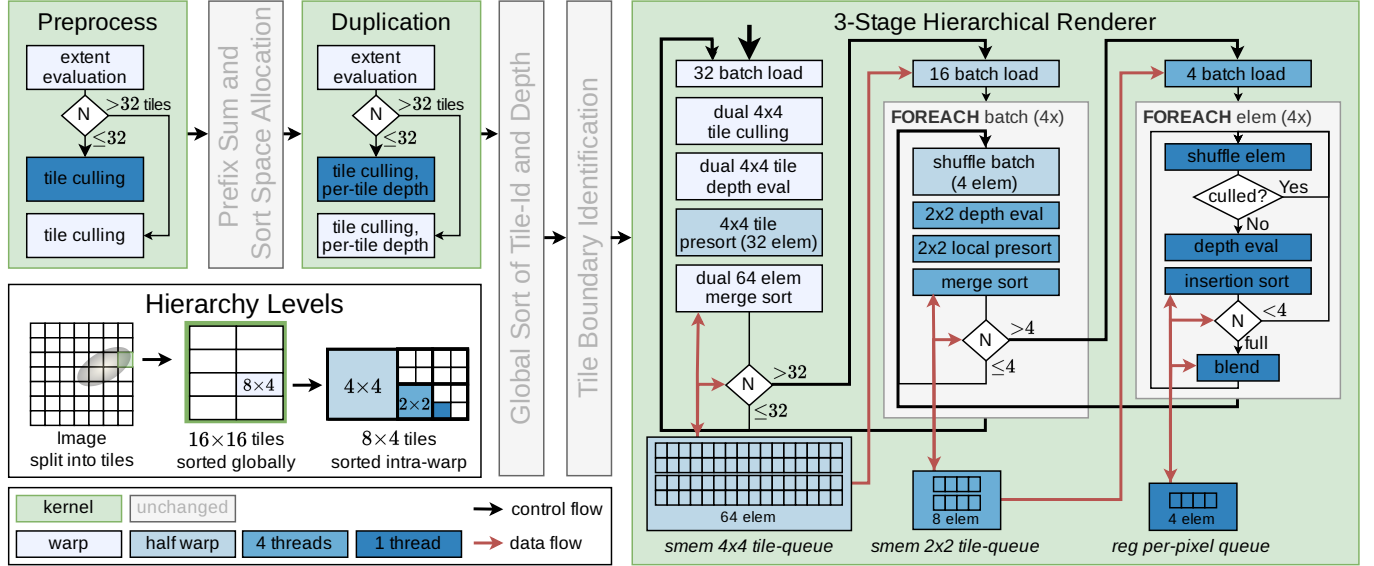 Preprocess
extent
evaluation
N
>32 tiles
≤32
tile culling
tile culling
Prefix Sum and
Sort Space Allocation
Duplication
extent
evaluation
N
>32 tiles
≤32
tile culling,
per-tile depth
tile culling,
per-tile depth
Global Sort of Tile-Id and Depth
Tile Boundary Identification
3-Stage Hierarchical Renderer
32 batch load
dual 4x4
tile culling
dual 4x4 tile
depth eval
4x4 tile
presort (32 elem)
dual 64 elem
merge sort
N
>32
≤32
64 elem
smem 4x4 tile-queue
16 batch load
FOREACH batch (4x)
shuffle batch
(4 elem)
2x2 depth eval
2x2 local presort
merge sort
N
>4
≤4
8 elem
smem 2x2 tile-queue
4 batch load
FOREACH elem (4x)
shuffle elem
culled?
Yes
No
depth eval
insertion sort
N
<4
full
blend
4 elem
reg per-pixel queue
Hierarchy Levels
8×4
4×4
2×2
Image
split into tiles
16×16 tiles
sorted globally
8×4 tiles
sorted intra-warp
kernel
unchanged
control flow
warp
half warp
4 threads
1 thread
data flow